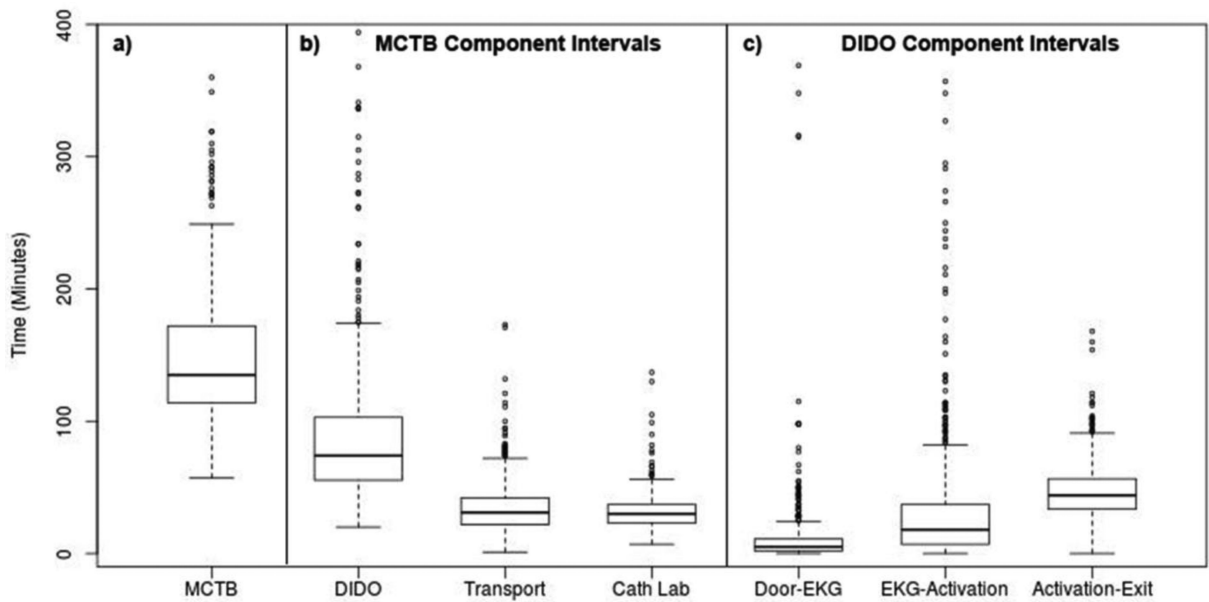 a)
b) MCTB Component Intervals
c) DIDO Component Intervals
Time (Minutes)
400
300
200
100
0
MCTB DIDO Transport Cath Lab Door-EKG EKG-Activation Activation-Exit